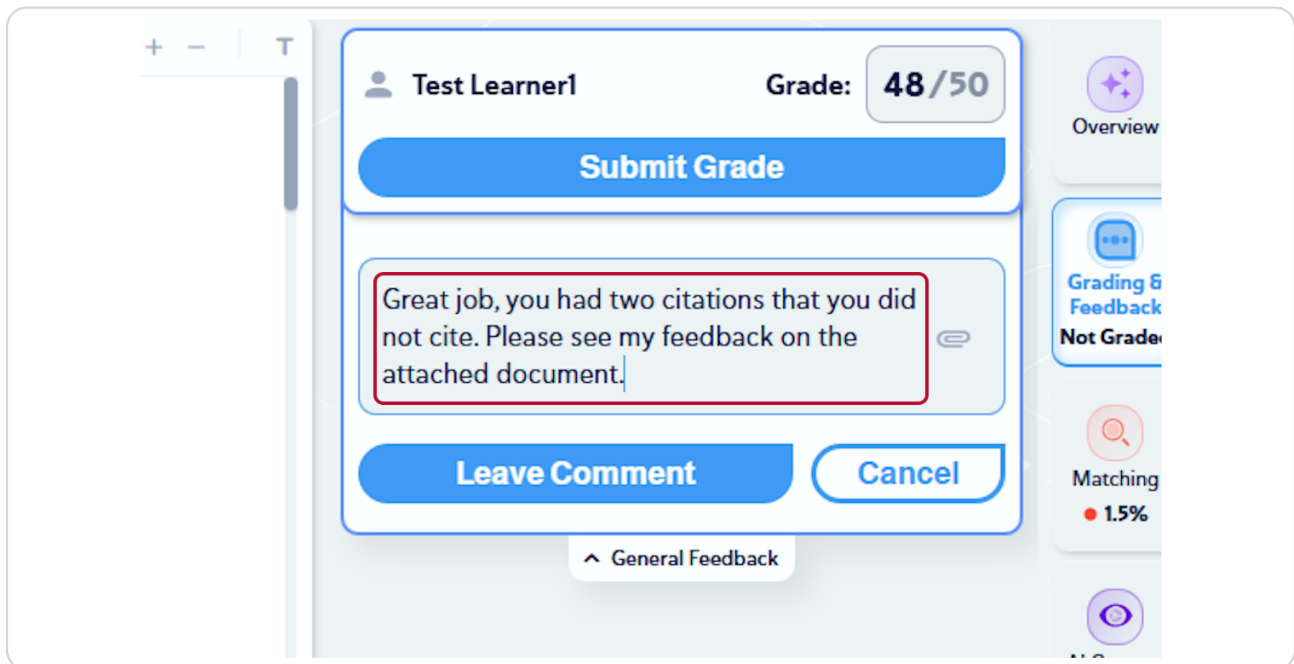 + − T
Test Learner1 Grade: 48/50
Submit Grade
Great job, you had two citations that you did
not cite. Please see my feedback on the
attached document.
Leave Comment Cancel
General Feedback
Overview
Grading &
Feedback
Not Graded
Matching
1.5%